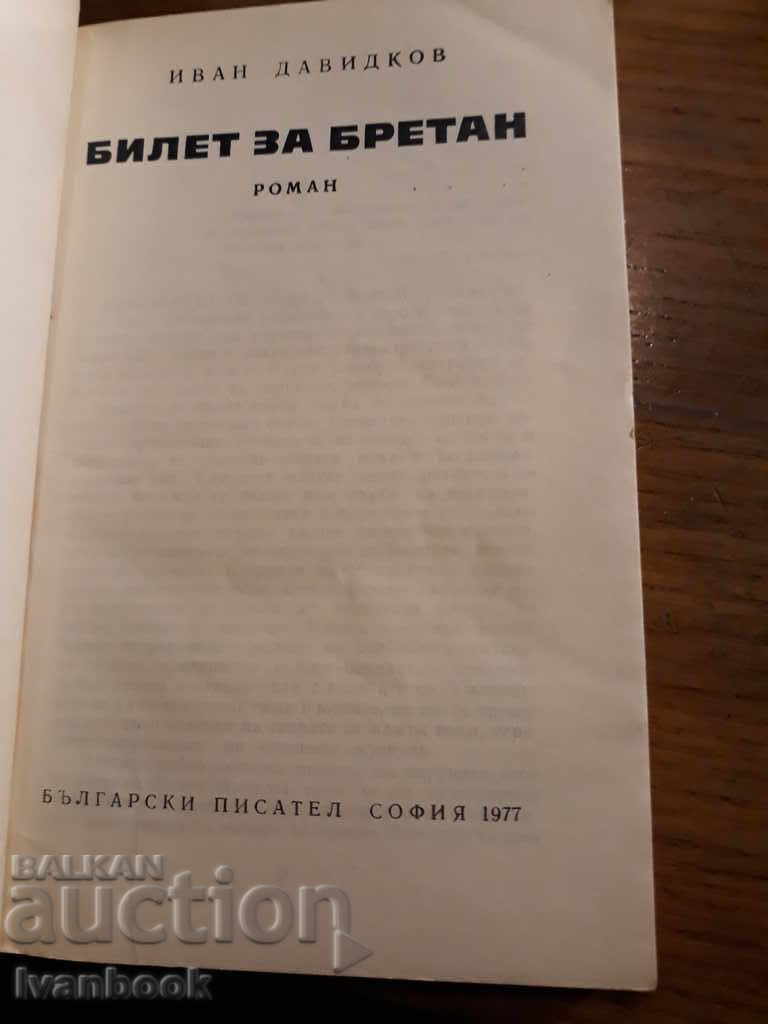 ИВАН ДАВИДКОВ
БИЛЕТ ЗА БРЕТАН
РОМАН
БЪЛГАРСКИ ПИСАТЕЛ СОФИЯ 1977
BALKAN
auction
Ivanbook